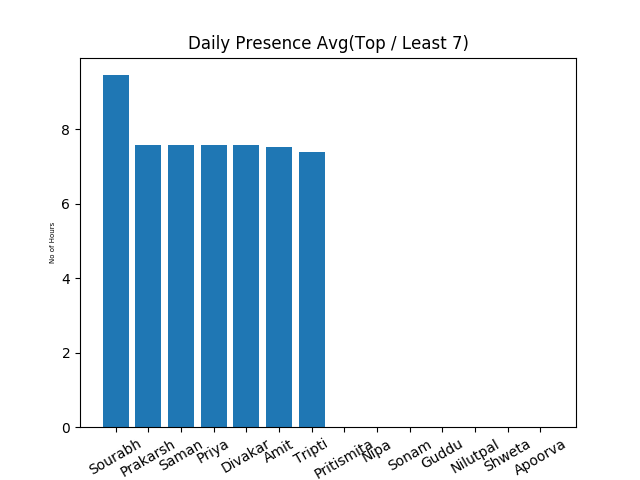 Daily Presence Avg(Top / Least 7)
8
6
4
2
0
No of Hours
Sourabh
Prakarsh
Saman
Priya
Divakar
Amit
Tripti
Pritismita
Nipa
Sonam
Guddu
Nilutpal
Shweta
Apoorva